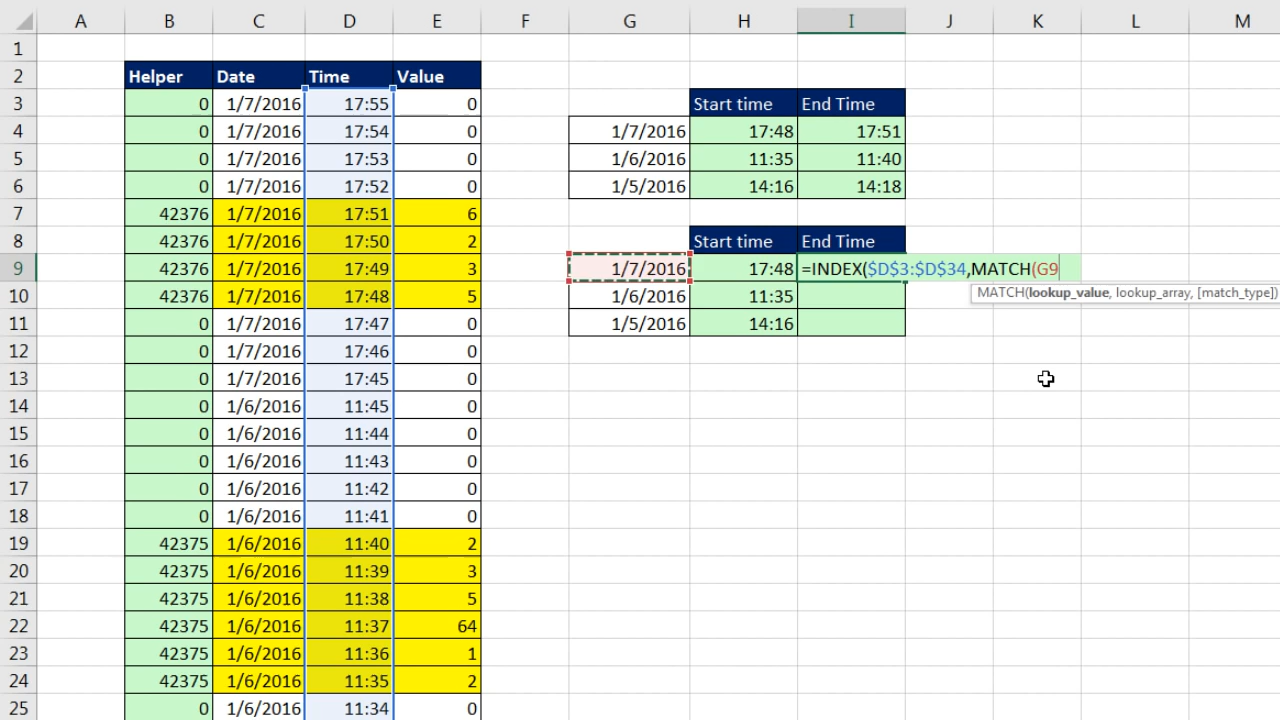 A B C D E F G H I J K L M
1
2 Helper Date Time Value
3 0 1/7/2016 17:55 0 Start time End Time
4 0 1/7/2016 17:54 0 1/7/2016 17:48 17:51
5 0 1/7/2016 17:53 0 1/6/2016 11:35 11:40
6 0 1/7/2016 17:52 0 1/5/2016 14:16 14:18
7 42376 1/7/2016 17:51 6
8 42376 1/7/2016 17:50 2 Start time End Time
9 42376 1/7/2016 17:49 3 1/7/2016 17:48 =INDEX($D$3:$D$34,MATCH(G9
10 42376 1/7/2016 17:48 5 1/6/2016 11:35 MATCH(lookup_value, lookup_array, [match_type])
11 0 1/7/2016 17:47 0 1/5/2016 14:16
12 0 1/7/2016 17:46 0
13 0 1/7/2016 17:45 0
14 0 1/6/2016 11:45 0
15 0 1/6/2016 11:44 0
16 0 1/6/2016 11:43 0
17 0 1/6/2016 11:42 0
18 0 1/6/2016 11:41 0
19 42375 1/6/2016 11:40 2
20 42375 1/6/2016 11:39 3
21 42375 1/6/2016 11:38 5
22 42375 1/6/2016 11:37 64
23 42375 1/6/2016 11:36 1
24 42375 1/6/2016 11:35 2
25 0 1/6/2016 11:34 0